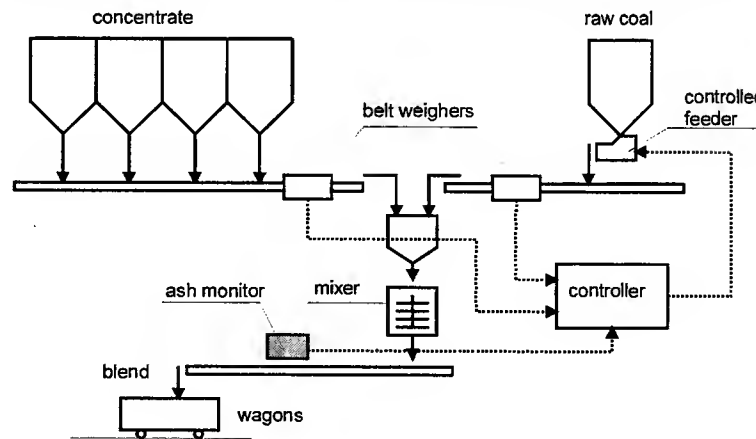 concentrate
raw coal
controlled
feeder
belt weighers
ash monitor
mixer
controller
blend
wagons